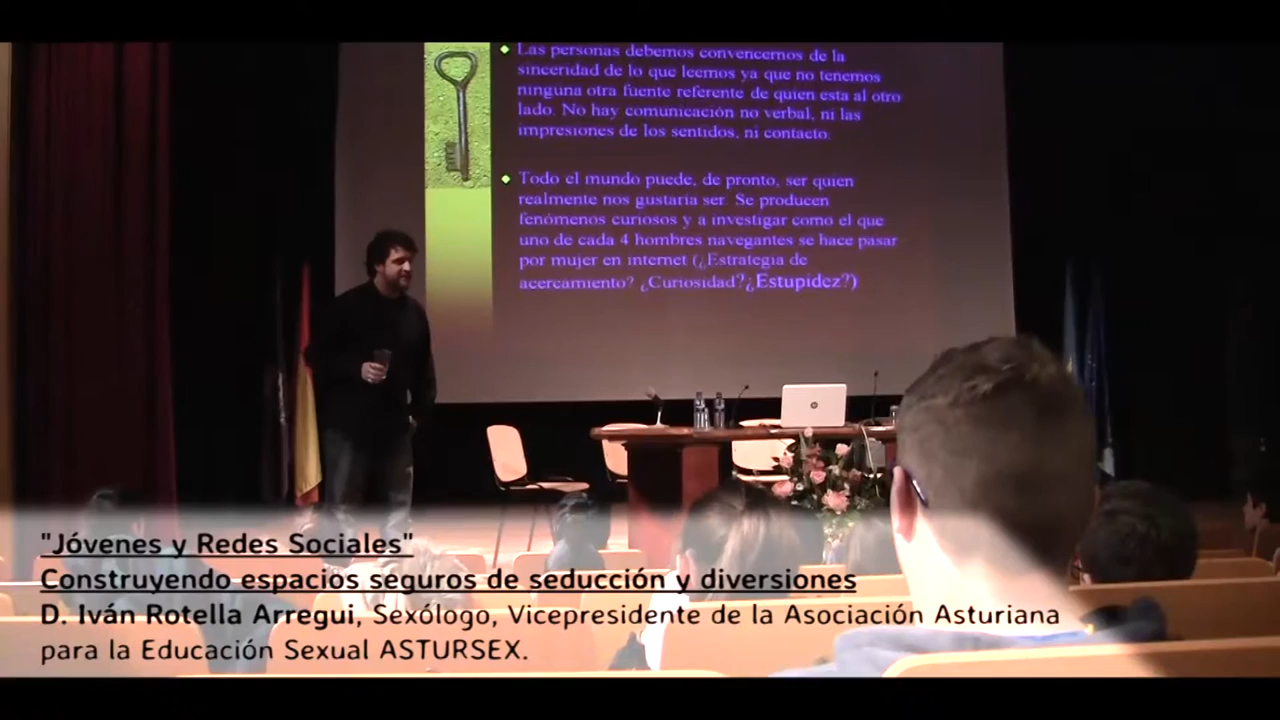 Las personas debemos convencernos de la
sinceridad de lo que leemos ya que no tenemos
ninguna otra fuente referente de quien esta al otro
lado. No hay comunicación no verbal, ni las
impresiones de los sentidos, ni contacto.
Todo el mundo puede, de pronto, ser quien
realmente nos gustaría ser. Se producen
fenómenos curiosos y a investigar como el que
uno de cada 4 hombres navegantes se hace pasar
por mujer en internet (¿Estrategia de
acercamiento? ¿Curiosidad?¿Estupidez?)
"Jóvenes y Redes Sociales"
Construyendo espacios seguros de seducción y diversiones
D. Iván Rotella Arregui, Sexólogo, Vicepresidente de la Asociación Asturiana
para la Educación Sexual ASTURSEX.